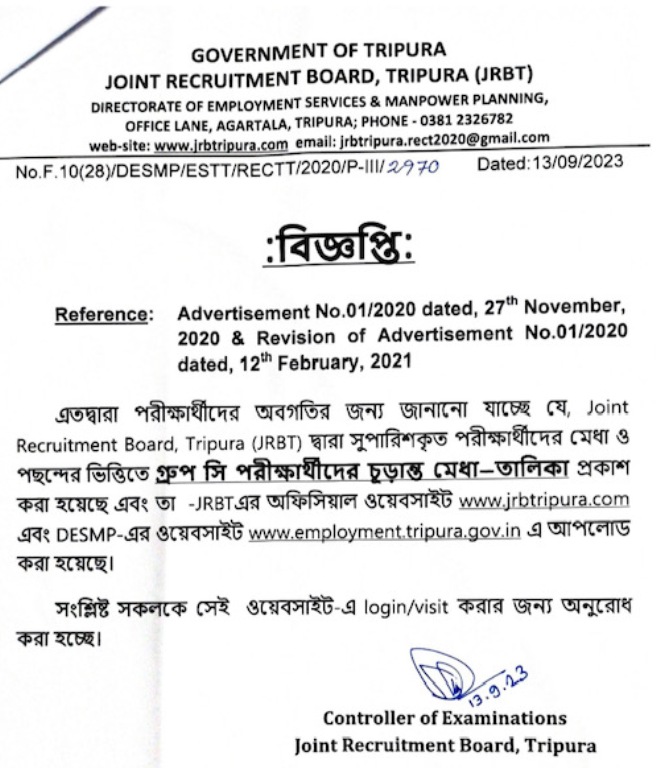 GOVERNMENT OF TRIPURA
JOINT RECRUITMENT BOARD, TRIPURA (JRBT)
DIRECTORATE OF EMPLOYMENT SERVICES & MANPOWER PLANNING,
OFFICE LANE, AGARTALA, TRIPURA; PHONE - 0381 2326782
web-site: www.jrbtripura.com email: jrbtripura.rect2020@gmail.com
No.F.10(28)/DESMP/ESTT/RECTT/2020/P-III/2970 Dated:13/09/2023
:বিজ্ঞপ্তি:
Reference: Advertisement No.01/2020 dated, 27th November,
2020 & Revision of Advertisement No.01/2020
dated, 12th February, 2021
এতদ্বারা পরীক্ষার্থীদের অবগতির জন্য জানানো যাচ্ছে যে, Joint
Recruitment Board, Tripura (JRBT) দ্বারা সুপারিশকৃত পরীক্ষার্থীদের মেধা ও
পছন্দের ভিত্তিতে গ্রুপ সি পরীক্ষার্থীদের চূড়ান্ত মেধা–তালিকা প্রকাশ
করা হয়েছে এবং তা -JRBTএর অফিসিয়াল ওয়েবসাইট www.jrbtripura.com
এবং DESMP-এর ওয়েবসাইট www.employment.tripura.gov.in এ আপলোড
করা হয়েছে।
সংশ্লিষ্ট সকলকে সেই ওয়েবসাইট-এ login/visit করার জন্য অনুরোধ
করা হচ্ছে।
13.9.23
Controller of Examinations
Joint Recruitment Board, Tripura